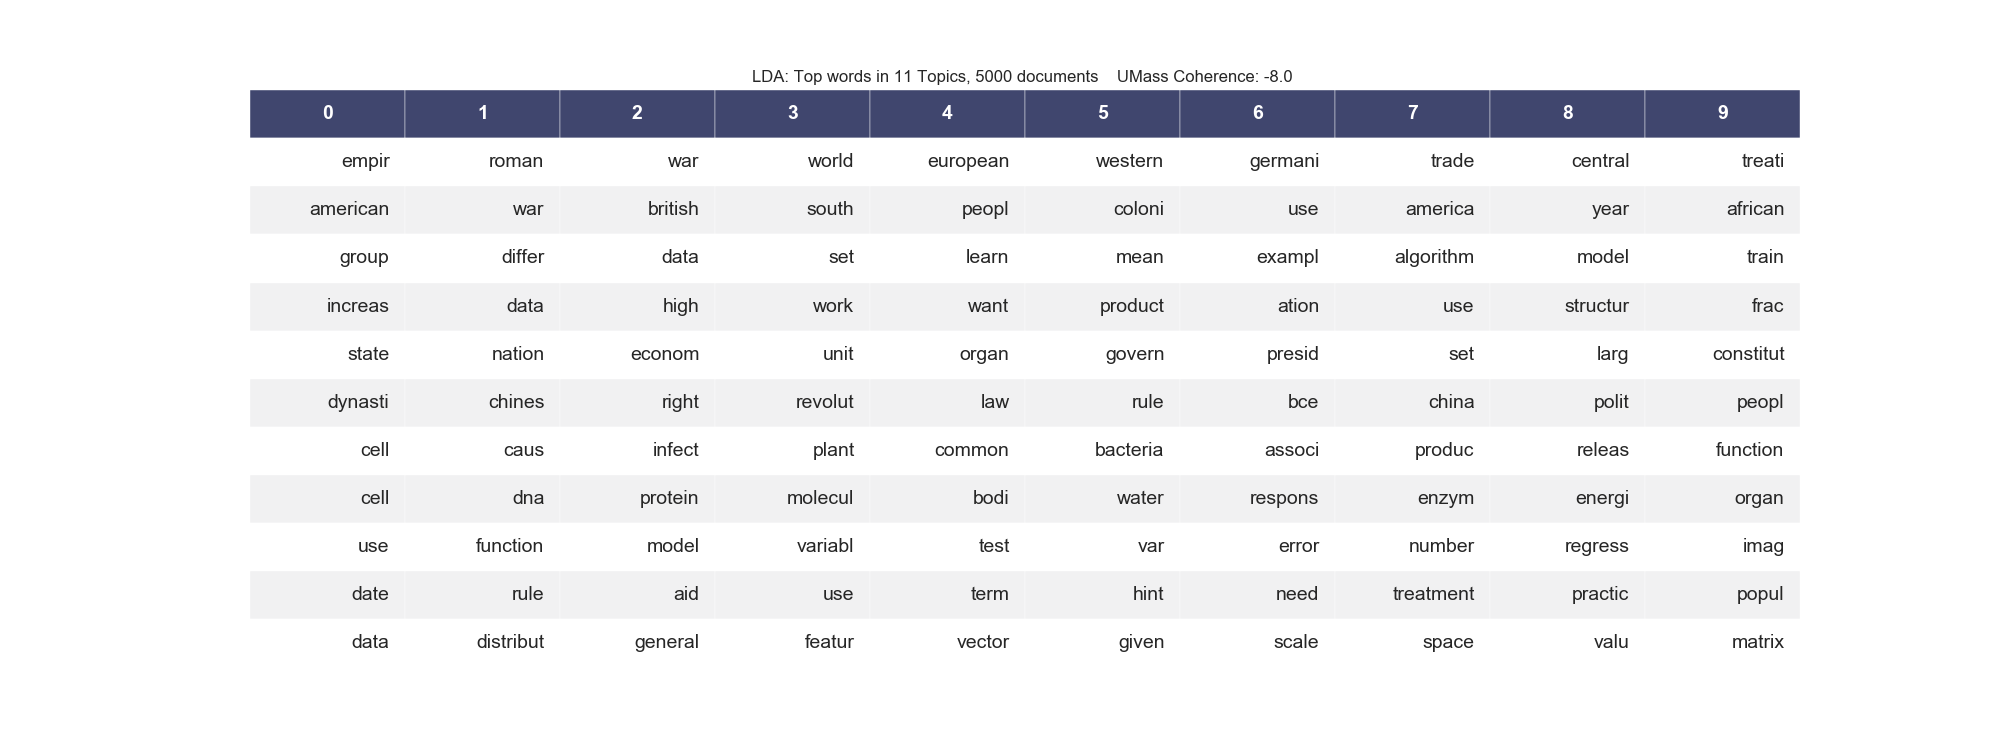 LDA: Top words in 11 Topics, 5000 documents    UMass Coherence: -8.0
0 1 2 3 4 5 6 7 8 9
empir roman war world european western germani trade central treati
american war british south peopl coloni use america year african
group differ data set learn mean exampl algorithm model train
increas data high work want product ation use structur frac
state nation econom unit organ govern presid set larg constitut
dynasti chines right revolut law rule bce china polit peopl
cell caus infect plant common bacteria associ produc releas function
cell dna protein molecul bodi water respons enzym energi organ
use function model variabl test var error number regress imag
date rule aid use term hint need treatment practic popul
data distribut general featur vector given scale space valu matrix